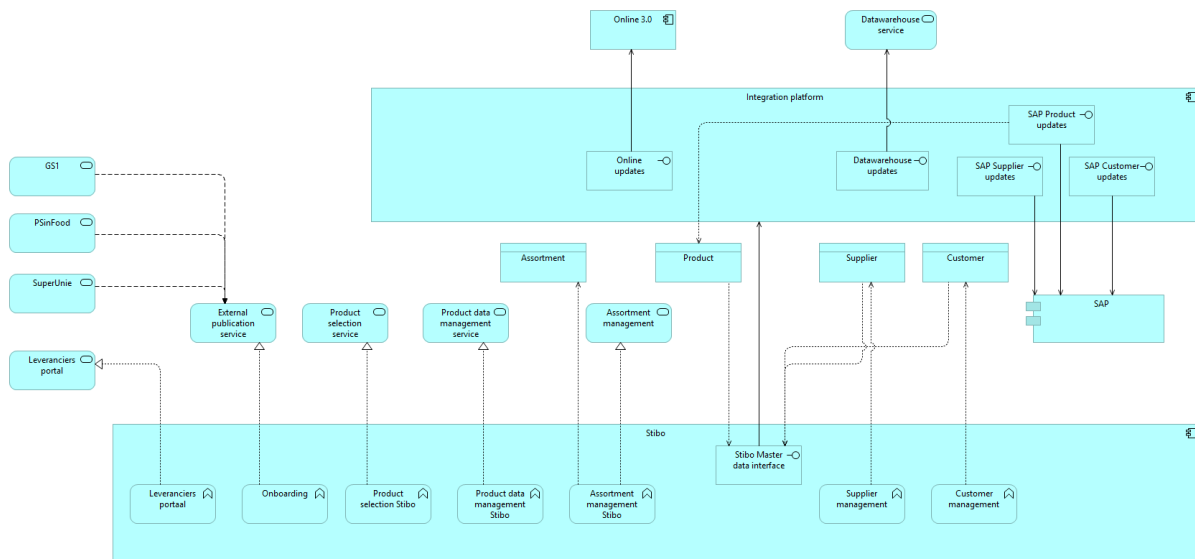 Online 3.0
Datawarehouse
service
Integration platform
SAP Product
updates
Online
updates
Datawarehouse
updates
SAP Supplier
updates
SAP Customer
updates
GS1
PSinFood
SuperUnie
Leveranciers
portal
Assortment
Product
Supplier
Customer
SAP
External
publication
service
Product
selection
service
Product data
management
service
Assortment
management
Stibo
Stibo Master
data interface
Leveranciers
portaal
Onboarding
Product
selection Stibo
Product data
management
Stibo
Assortment
management
Stibo
Supplier
management
Customer
management